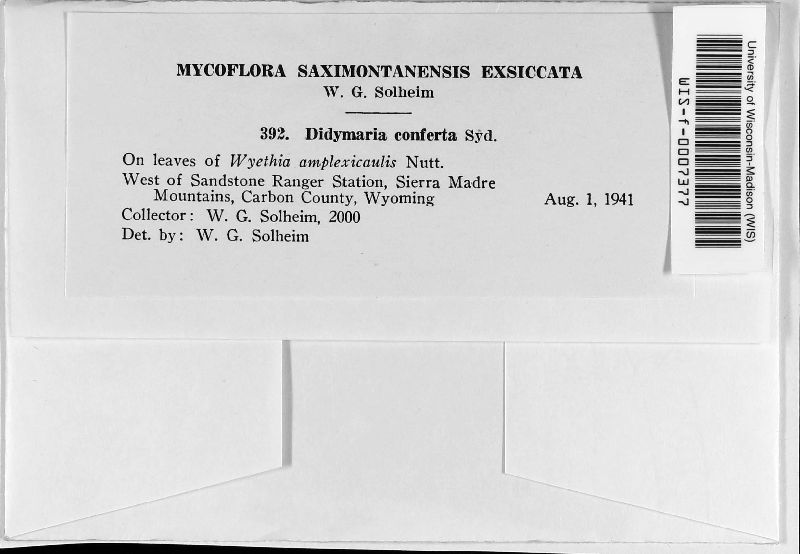 MYCOFLORA SAXIMONTANENSIS EXSICCATA
W. G. Solheim
392. Didymaria conferta Syd.
On leaves of Wyethia amplexicaulis Nutt.
West of Sandstone Ranger Station, Sierra Madre
Mountains, Carbon County, Wyoming Aug. 1, 1941
Collector: W. G. Solheim, 2000
Det. by: W. G. Solheim
University of Wisconsin-Madison (WIS)
WIS-f-0007377